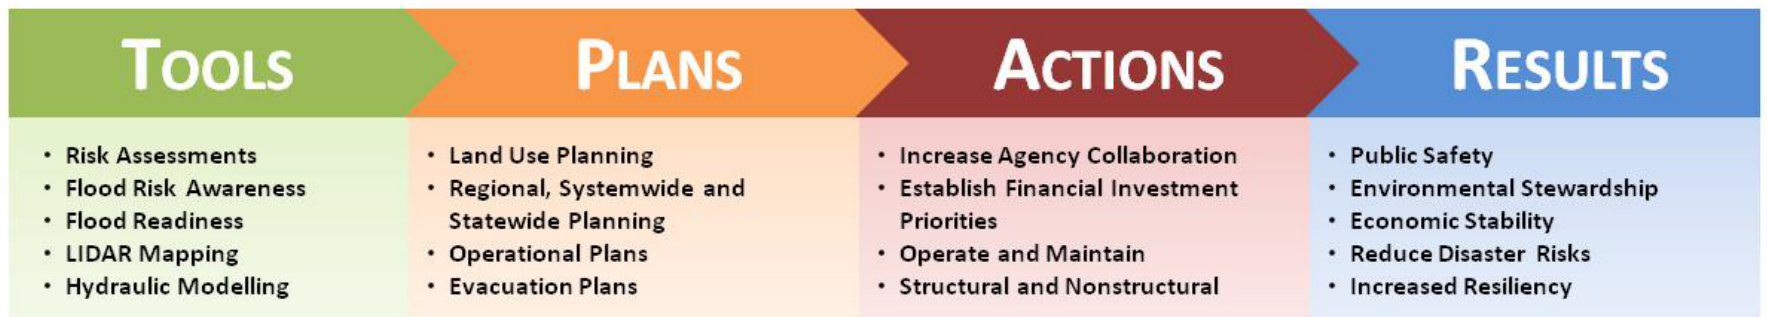 TOOLS
• Risk Assessments
• Flood Risk Awareness
• Flood Readiness
• LIDAR Mapping
• Hydraulic Modelling
PLANS
• Land Use Planning
• Regional, Systemwide and
Statewide Planning
• Operational Plans
• Evacuation Plans
ACTIONS
• Increase Agency Collaboration
• Establish Financial Investment
Priorities
• Operate and Maintain
• Structural and Nonstructural
RESULTS
• Public Safety
• Environmental Stewardship
• Economic Stability
• Reduce Disaster Risks
• Increased Resiliency